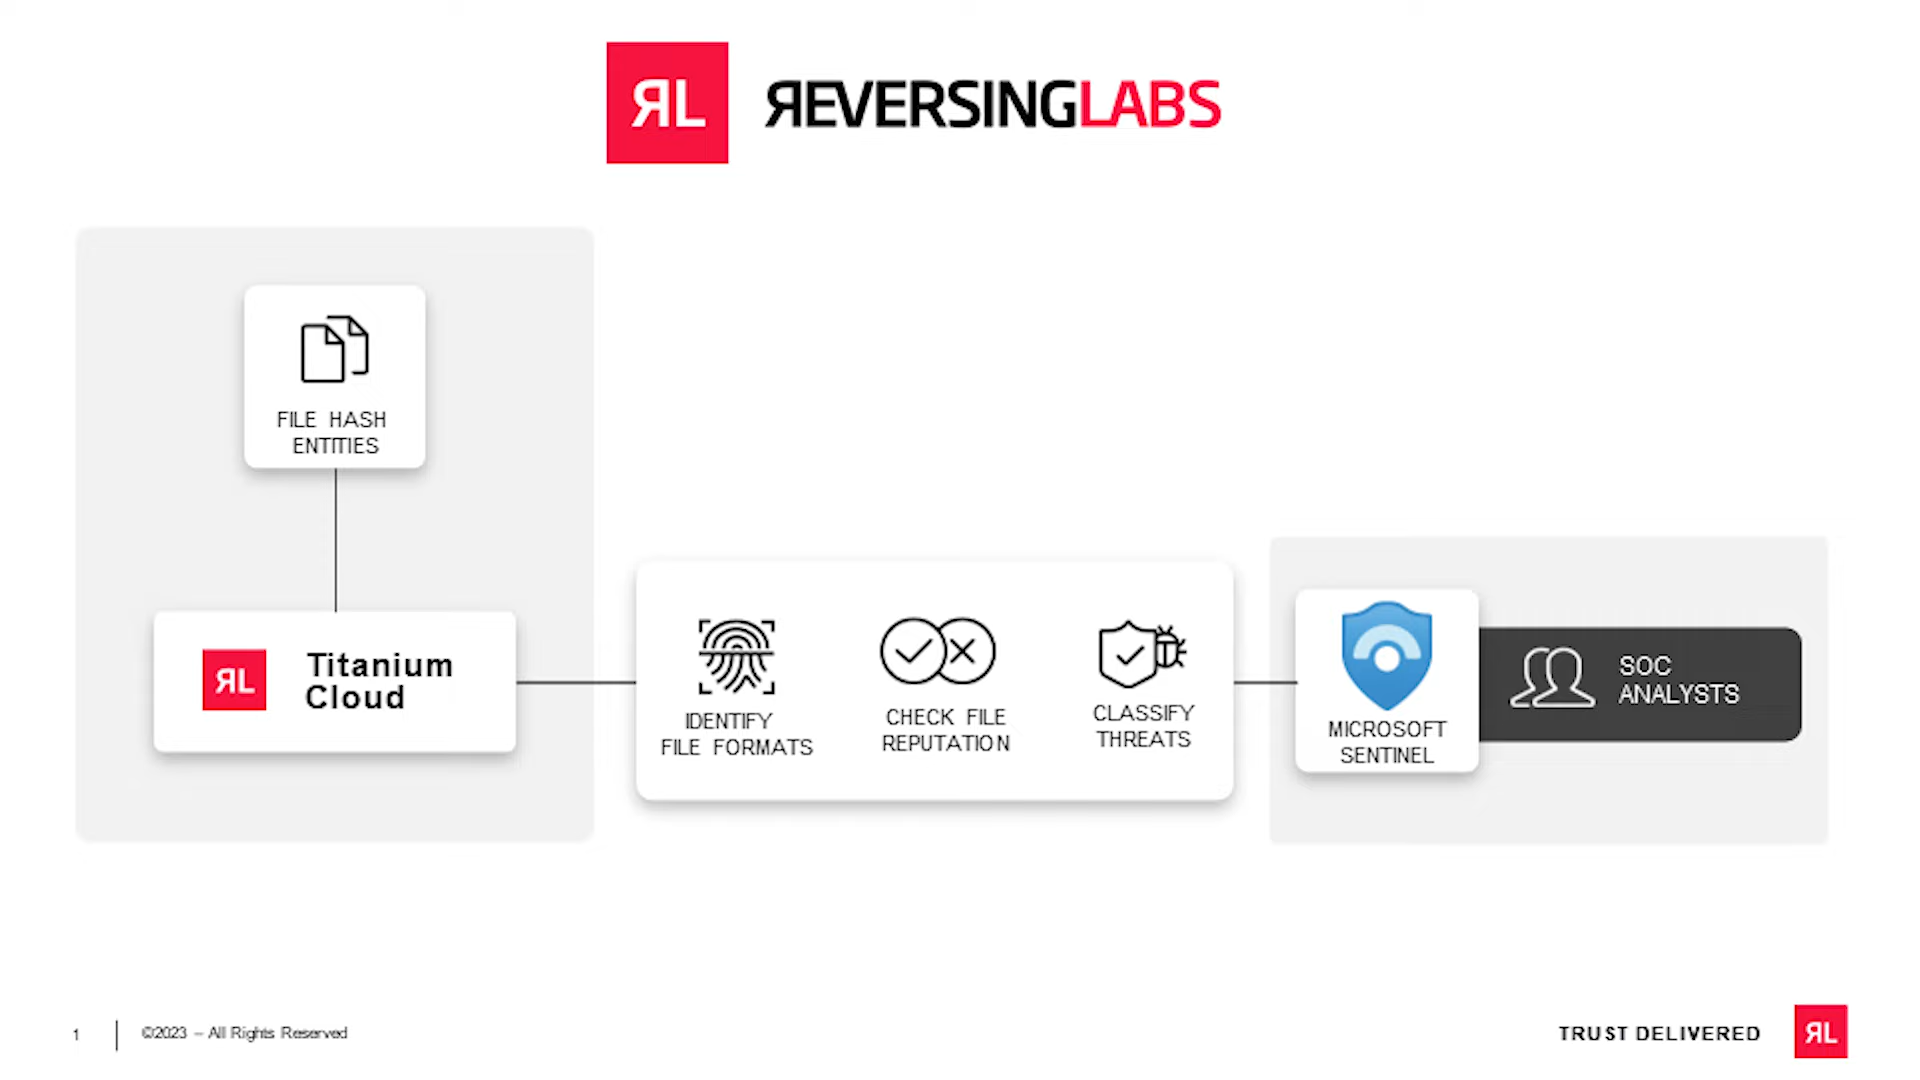 ЯL
ЯEVERSINGLABS
FILE HASH
ENTITIES
ЯL
Titanium
Cloud
IDENTIFY
FILE FORMATS
CHECK FILE
REPUTATION
CLASSIFY
THREATS
MICROSOFT
SENTINEL
SOC
ANALYSTS
1
©2023 – All Rights Reserved
TRUST DELIVERED
ЯL